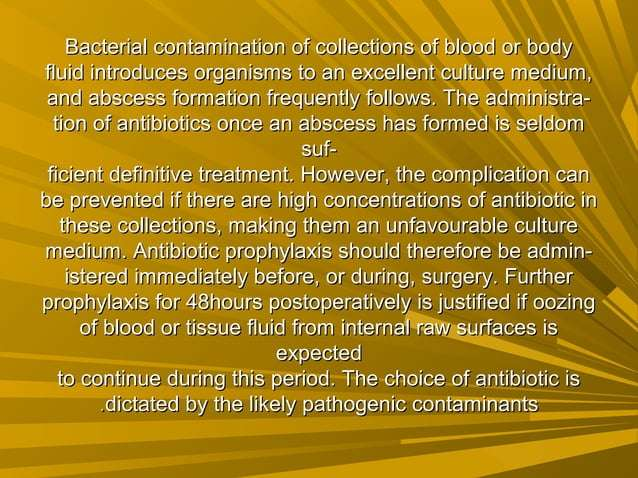 Bacterial contamination of collections of blood or body
fluid introduces organisms to an excellent culture medium,
and abscess formation frequently follows. The administra-
tion of antibiotics once an abscess has formed is seldom
suf-
ficient definitive treatment. However, the complication can
be prevented if there are high concentrations of antibiotic in
these collections, making them an unfavourable culture
medium. Antibiotic prophylaxis should therefore be admin-
istered immediately before, or during, surgery. Further
prophylaxis for 48hours postoperatively is justified if oozing
of blood or tissue fluid from internal raw surfaces is
expected
to continue during this period. The choice of antibiotic is
.dictated by the likely pathogenic contaminants